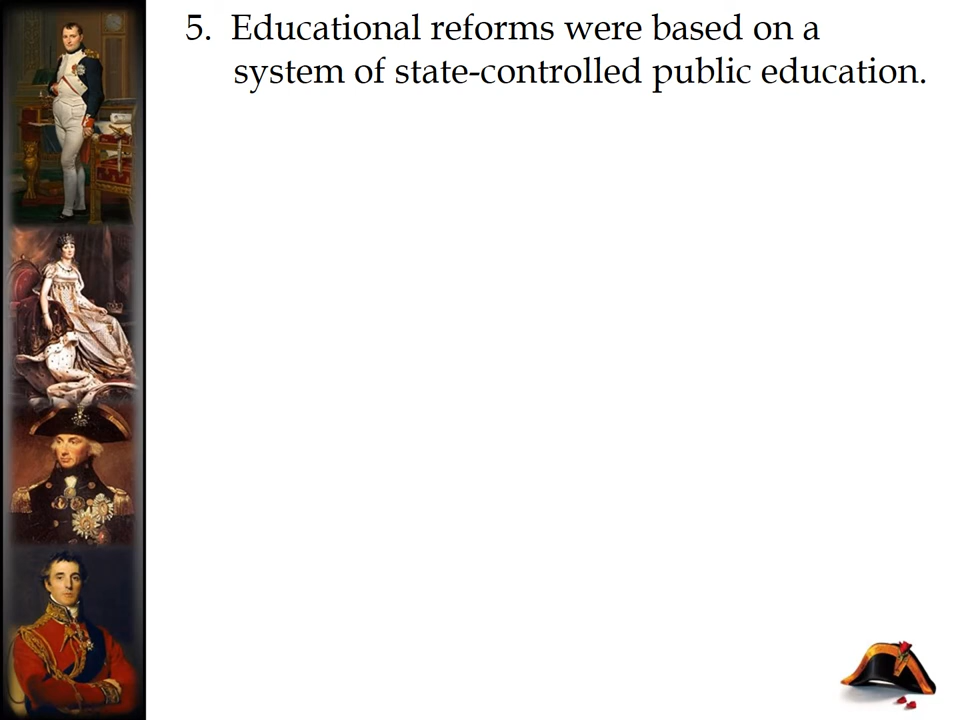 5. Educational reforms were based on a
system of state-controlled public education.